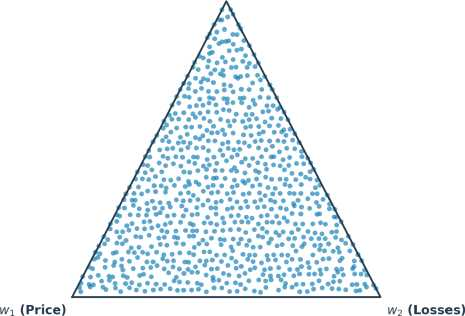 w₁ (Price)
w₂ (Losses)